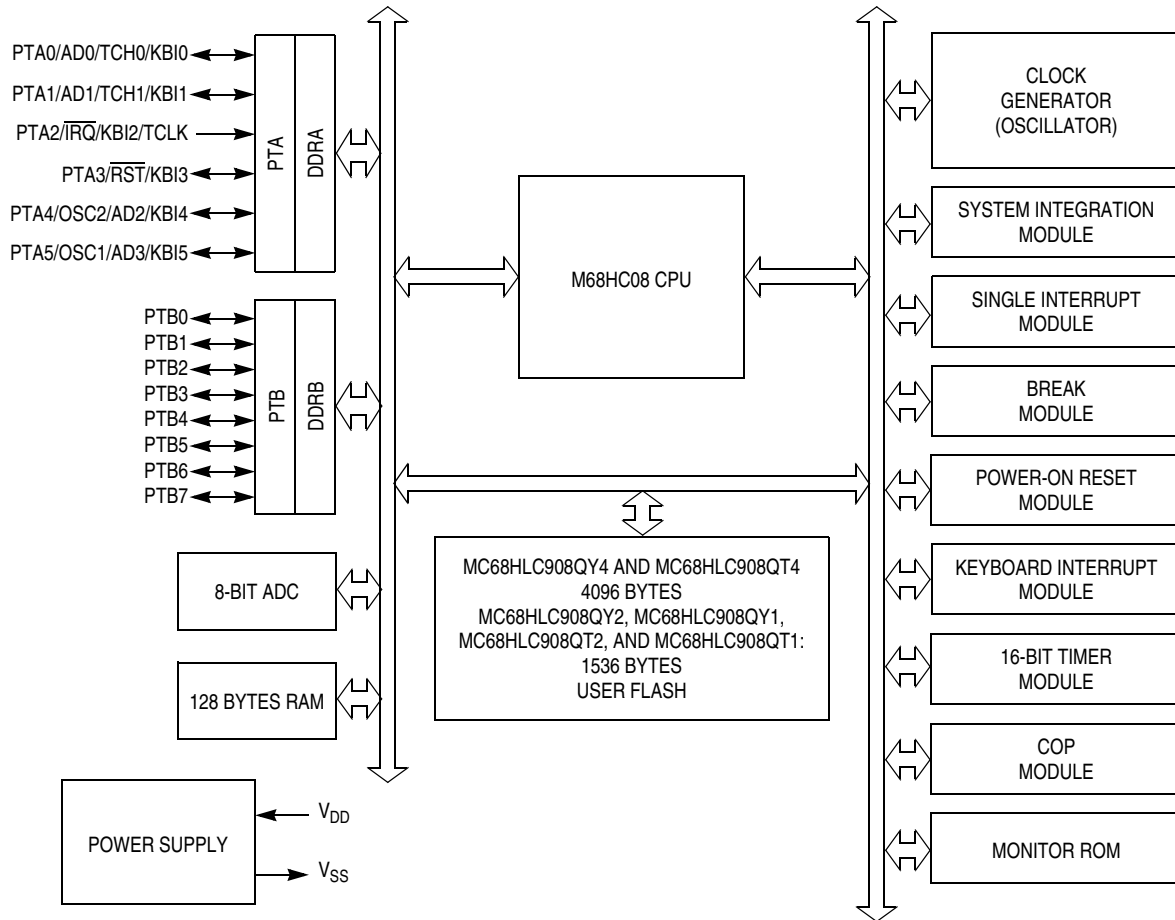 PTA0/AD0/TCH0/KBI0
PTA1/AD1/TCH1/KBI1
PTA2/IRQ/KBI2/TCLK
PTA3/RST/KBI3
PTA4/OSC2/AD2/KBI4
PTA5/OSC1/AD3/KBI5
PTA
DDRA
PTB0
PTB1
PTB2
PTB3
PTB4
PTB5
PTB6
PTB7
PTB
DDRB
8-BIT ADC
128 BYTES RAM
POWER SUPPLY
VDD
VSS
M68HC08 CPU
MC68HLC908QY4 AND MC68HLC908QT4
4096 BYTES
MC68HLC908QY2, MC68HLC908QY1,
MC68HLC908QT2, AND MC68HLC908QT1:
1536 BYTES
USER FLASH
CLOCK
GENERATOR
(OSCILLATOR)
SYSTEM INTEGRATION
MODULE
SINGLE INTERRUPT
MODULE
BREAK
MODULE
POWER-ON RESET
MODULE
KEYBOARD INTERRUPT
MODULE
16-BIT TIMER
MODULE
COP
MODULE
MONITOR ROM